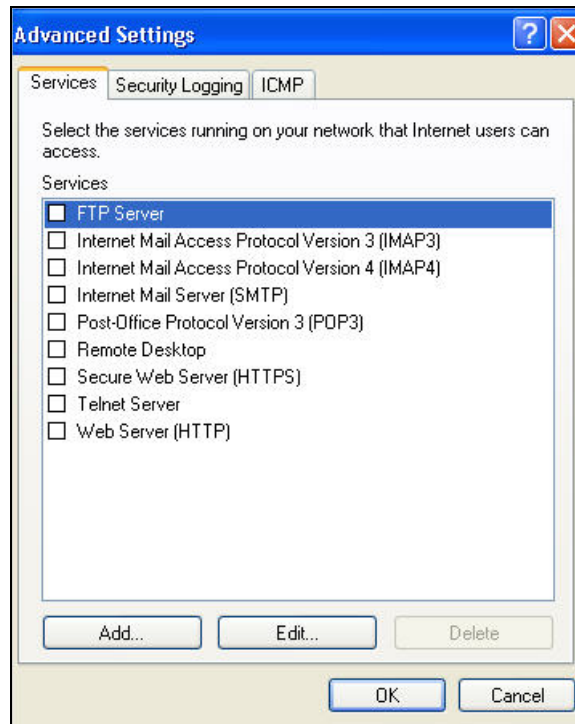 Advanced Settings
Services Security Logging ICMP
Select the services running on your network that Internet users can
access.
Services
FTP Server
Internet Mail Access Protocol Version 3 (IMAP3)
Internet Mail Access Protocol Version 4 (IMAP4)
Internet Mail Server (SMTP)
Post-Office Protocol Version 3 (POP3)
Remote Desktop
Secure Web Server (HTTPS)
Telnet Server
Web Server (HTTP)
Add... Edit... Delete
OK Cancel